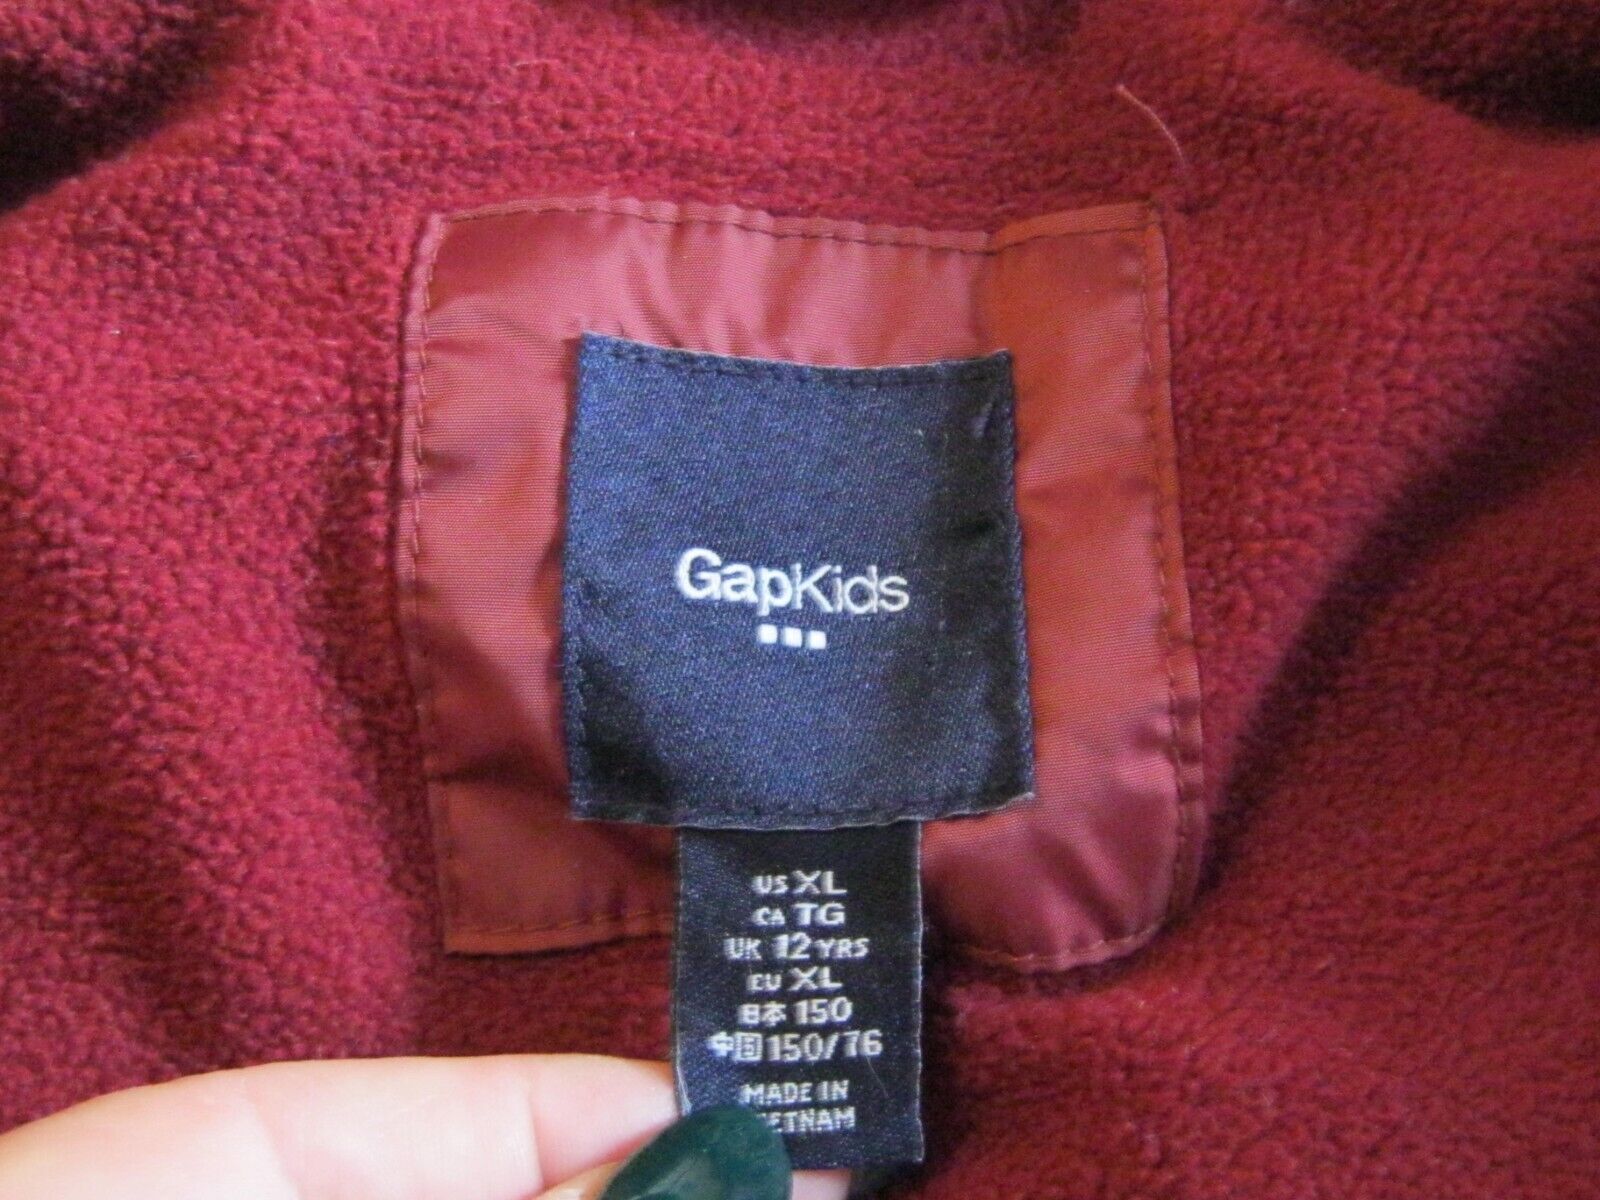 GapKids
US XL
CA TG
UK 12 YRS
EU XL
日本 150
中国 150/76
MADE IN